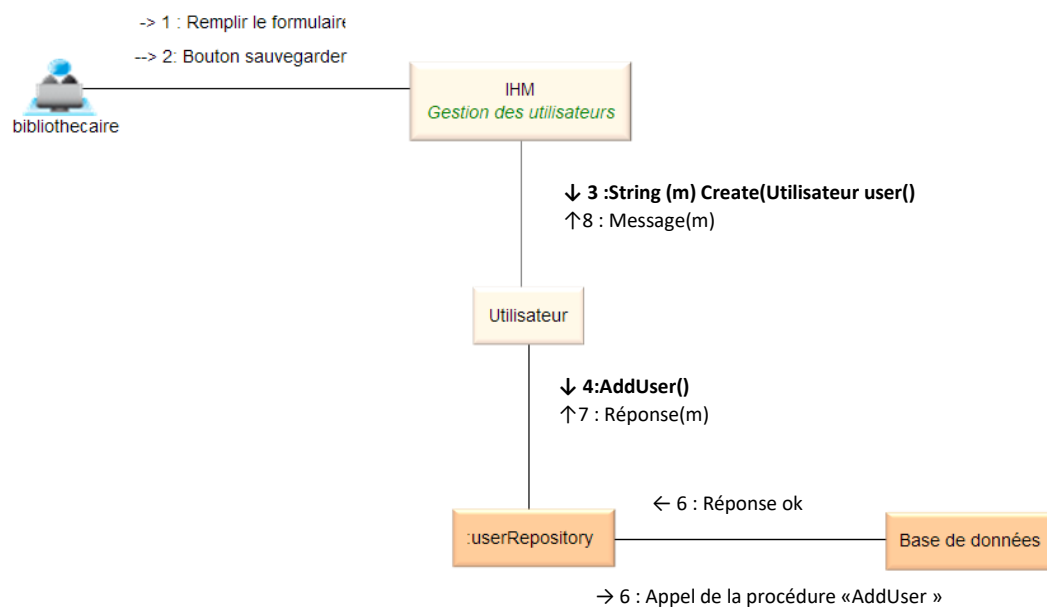 -> 1 : Remplir le formulaire
--> 2: Bouton sauvegarder
bibliothecaire
IHM
Gestion des utilisateurs
↓ 3 :String (m) Create(Utilisateur user()
↑8 : Message(m)
Utilisateur
↓ 4:AddUser()
↑7 : Réponse(m)
← 6 : Réponse ok
:userRepository
Base de données
→ 6 : Appel de la procédure «AddUser »